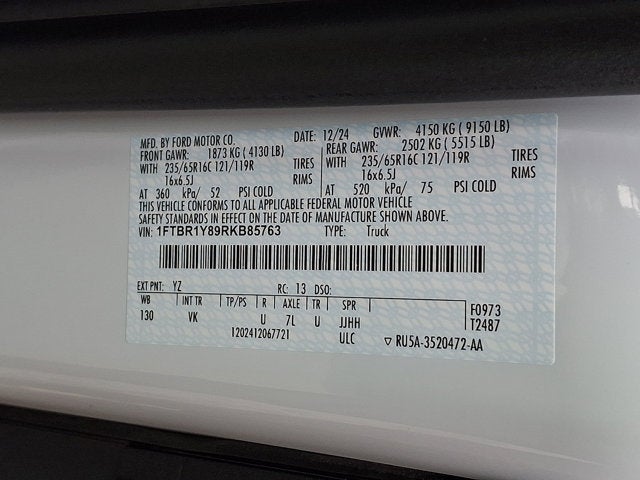 MFD. BY FORD MOTOR CO. DATE: 12/24 GVWR: 4150 KG ( 9150 LB)
FRONT GAWR: 1873 KG ( 4130 LB) REAR GAWR: 2502 KG ( 5515 LB)
WITH 235/65R16C 121/119R TIRES WITH 235/65R16C 121/119R TIRES
16x6.5J RIMS 16x6.5J RIMS
AT 360 kPa/ 52 PSI COLD AT 520 kPa/ 75 PSI COLD
THIS VEHICLE CONFORMS TO ALL APPLICABLE FEDERAL MOTOR VEHICLE
SAFETY STANDARDS IN EFFECT ON THE DATE OF MANUFACTURE SHOWN ABOVE.
VIN: 1FTBR1Y89RKB85763 TYPE: Truck
EXT PNT: YZ RC: 13 DSO:
WB INT TR TP/PS R AXLE TR SPR F0973
130 VK U 7L U JJHH T2487
1202412067721 ULC ▽ RU5A-3520472-AA